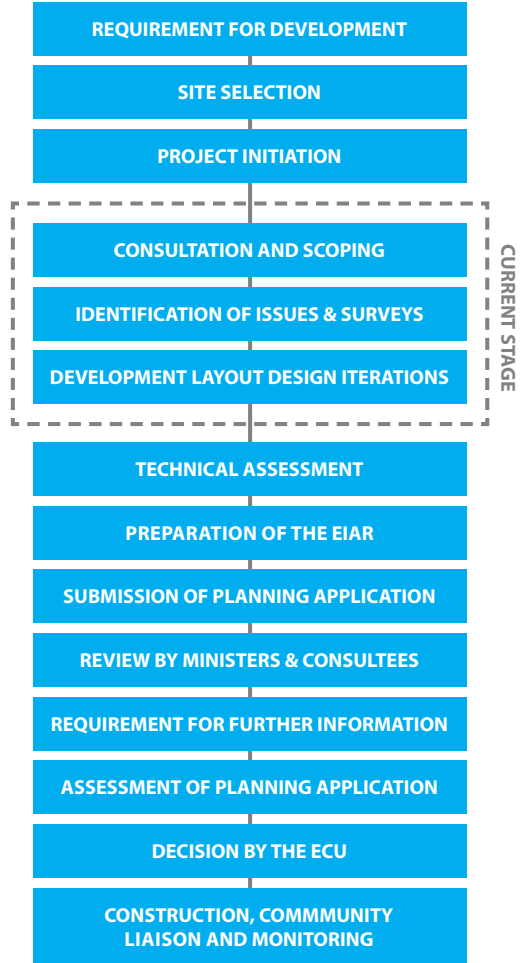 REQUIREMENT FOR DEVELOPMENT
SITE SELECTION
PROJECT INITIATION
CONSULTATION AND SCOPING
IDENTIFICATION OF ISSUES & SURVEYS
DEVELOPMENT LAYOUT DESIGN ITERATIONS
CURRENT STAGE
TECHNICAL ASSESSMENT
PREPARATION OF THE EIAR
SUBMISSION OF PLANNING APPLICATION
REVIEW BY MINISTERS & CONSULTEES
REQUIREMENT FOR FURTHER INFORMATION
ASSESSMENT OF PLANNING APPLICATION
DECISION BY THE ECU
CONSTRUCTION, COMMMUNITY
LIAISON AND MONITORING